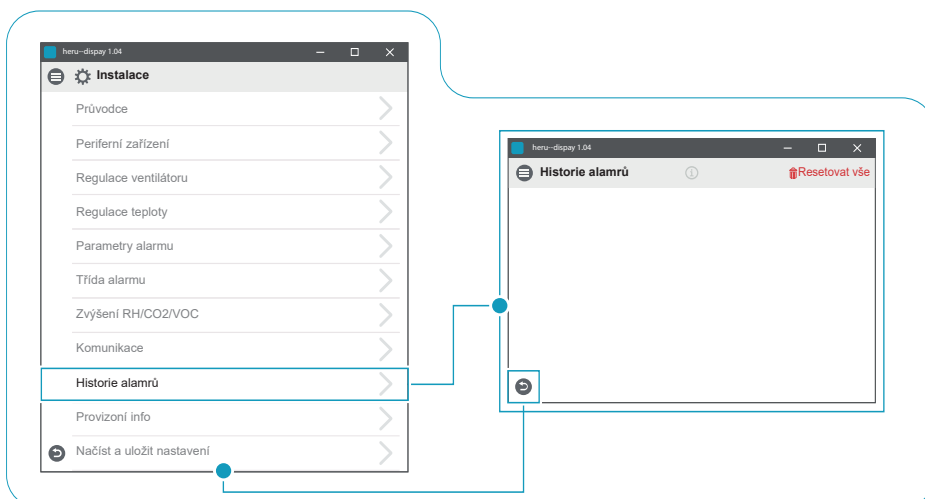 heru--dispay 1.04
Instalace
Průvodce
Periferní zařízení
Regulace ventilátoru
Regulace teploty
Parametry alarmu
Třída alarmu
Zvýšení RH/CO2/VOC
Komunikace
Historie alamrů
Provizoní info
Načíst a uložit nastavení
heru--dispay 1.04
Historie alamrů
Resetovat vše